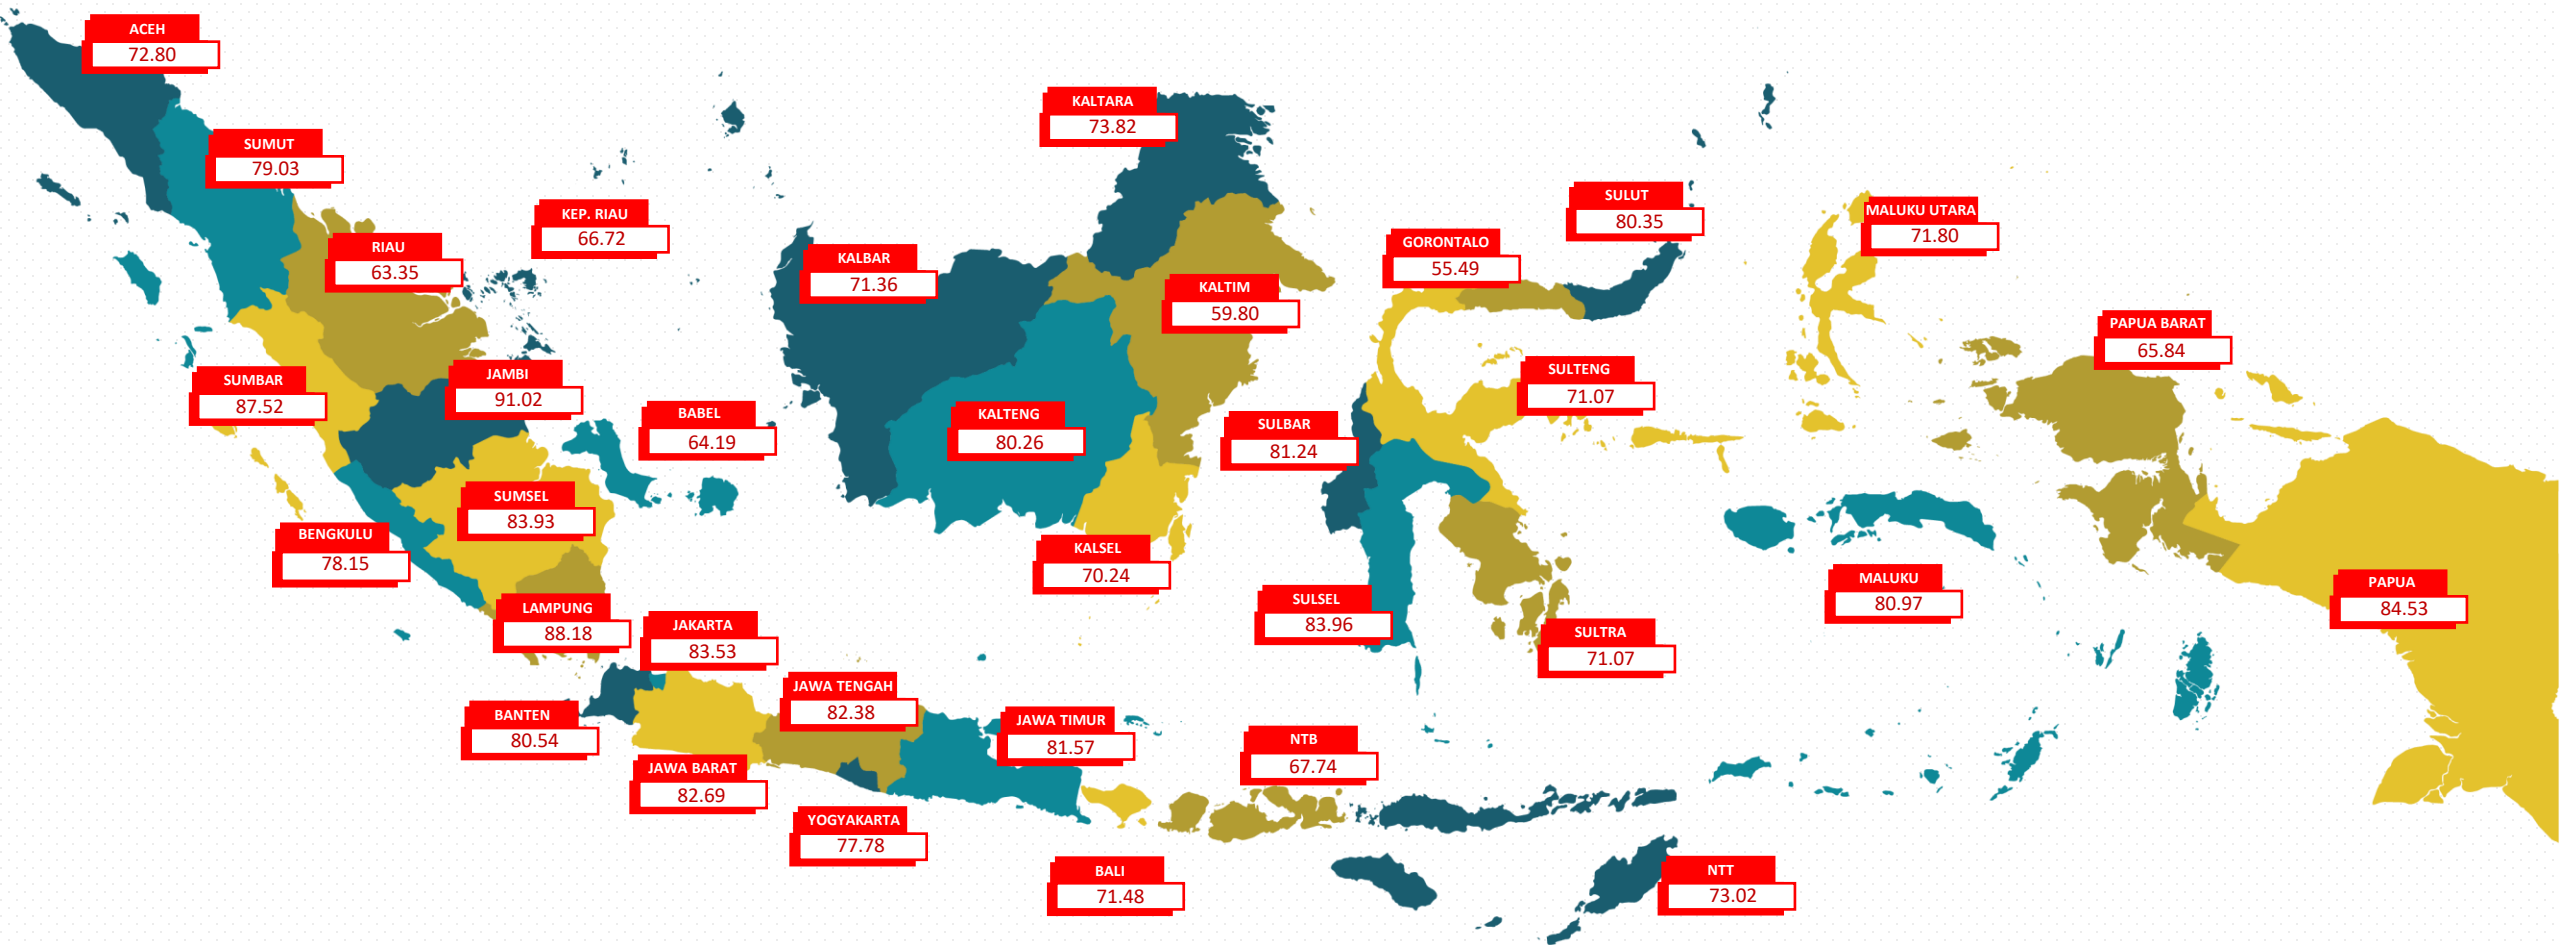 ACEH
72.80
SUMUT
79.03
RIAU
63.35
KEP. RIAU
66.72
SUMBAR
87.52
JAMBI
91.02
BABEL
64.19
SUMSEL
83.93
BENGKULU
78.15
LAMPUNG
88.18
JAKARTA
83.53
BANTEN
80.54
JAWA BARAT
82.69
JAWA TENGAH
82.38
YOGYAKARTA
77.78
JAWA TIMUR
81.57
BALI
71.48
NTB
67.74
NTT
73.02
KALTARA
73.82
KALBAR
71.36
KALTIM
59.80
KALTENG
80.26
KALSEL
70.24
GORONTALO
55.49
SULUT
80.35
SULTENG
71.07
SULBAR
81.24
SULSEL
83.96
SULTRA
71.07
MALUKU UTARA
71.80
MALUKU
80.97
PAPUA BARAT
65.84
PAPUA
84.53